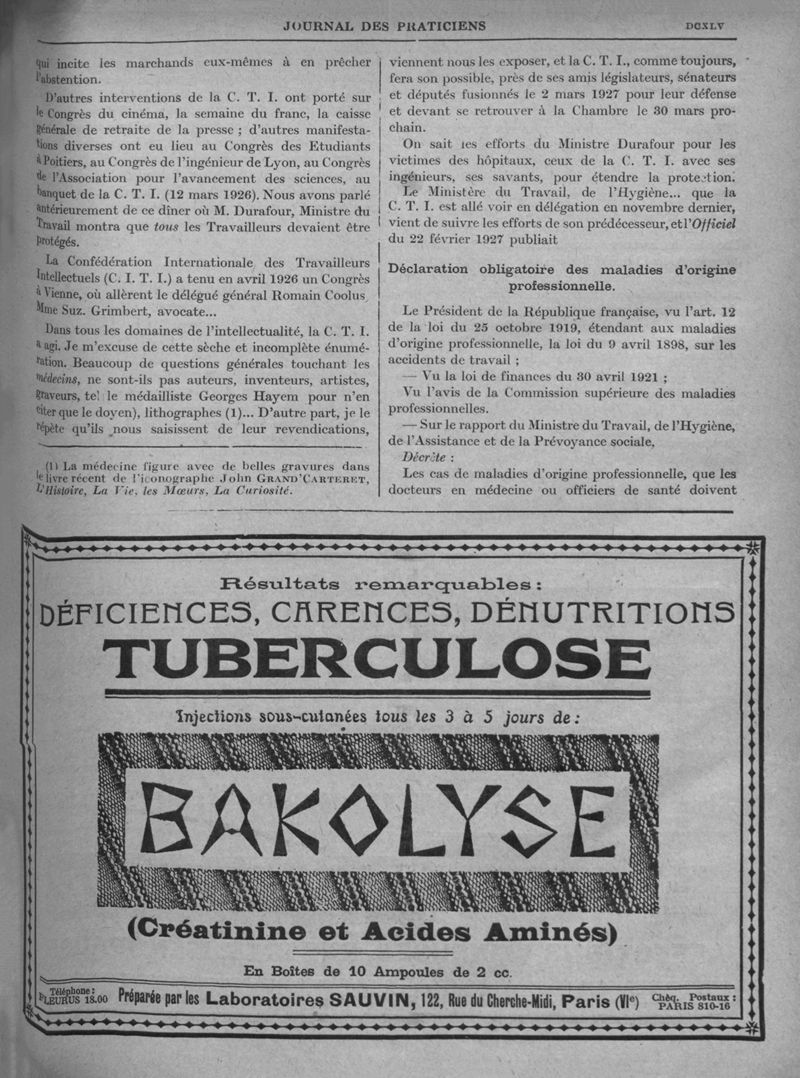 JOURNAL DES PRATICIENS
DCXLV
qui incite les marchands eux-mêmes à en prêcher
l'abstention.
D'autres interventions de la C. T. I. ont porté sur
le Congrès du cinéma, la semaine du franc, la caisse
générale de retraite de la presse ; d'autres manifesta-
tions diverses ont eu lieu au Congrès des Etudiants
à Poitiers, au Congrès de l'ingénieur de Lyon, au Congrès
de l'Association pour l'avancement des sciences, au
banquet de la C. T. I. (12 mars 1926). Nous avons parlé
antérieurement de ce dîner où M. Durafour, Ministre du
Travail montra que tous les Travailleurs devaient être
protégés.
La Confédération Internationale des Travailleurs
Intellectuels (C. I. T. I.) a tenu en avril 1926 un Congrès
à Vienne, où allèrent le délégué général Romain Coolus,
Mme Suz. Grimbert, avocate...
Dans tous les domaines de l'intellectualité, la C. T. I.
a agi. Je m'excuse de cette sèche et incomplète énumé-
ration. Beaucoup de questions générales touchant les
médecins, ne sont-ils pas auteurs, inventeurs, artistes,
graveurs, tel le médailliste Georges Hayem pour n'en
citer que le doyen), lithographes (1)... D'autre part, je le
répète qu'ils nous saisissent de leur revendications,
(1) La médecine figure avec de belles gravures dans
le livre récent de l'iconographe John GRAND'CARTERET,
L'Histoire, La Vie, les Mœurs, La Curiosité.
viennent nous les exposer, et la C. T. I., comme toujours,
fera son possible, près de ses amis législateurs, sénateurs
et députés fusionnés le 2 mars 1927 pour leur défense
et devant se retrouver à la Chambre le 30 mars pro-
chain.
On sait les efforts du Ministre Durafour pour les
victimes des hôpitaux, ceux de la C. T. I. avec ses
ingénieurs, ses savants, pour étendre la protection.
Le Ministère du Travail, de l'Hygiène... que la
C. T. I. est allé voir en délégation en novembre dernier,
vient de suivre les efforts de son prédécesseur, et l'Officiel
du 22 février 1927 publiait
Déclaration obligatoire des maladies d'origine
professionnelle.
Le Président de la République française, vu l'art. 12
de la loi du 25 octobre 1919, étendant aux maladies
d'origine professionnelle, la loi du 9 avril 1898, sur les
accidents de travail ;
— Vu la loi de finances du 30 avril 1921 ;
Vu l'avis de la Commission supérieure des maladies
professionnelles.
— Sur le rapport du Ministre du Travail, de l'Hygiène,
de l'Assistance et de la Prévoyance sociale,
Décrète :
Les cas de maladies d'origine professionnelle, que les
docteurs en médecine ou officiers de santé doivent
Résultats remarquables :
DÉFICIENCES, CARENCES, DÉNUTRITIONS
TUBERCULOSE
Injections sous-cutanées tous les 3 à 5 jours de :
BAKOLYSE
(Créatinine et Acides Aminés)
En Boîtes de 10 Ampoules de 2 cc.
Téléphone : FLEURUS 18.00 Préparée par les Laboratoires SAUVIN, 122, Rue du Cherche-Midi, Paris (VIe) Chèq. Postaux : PARIS 810-16